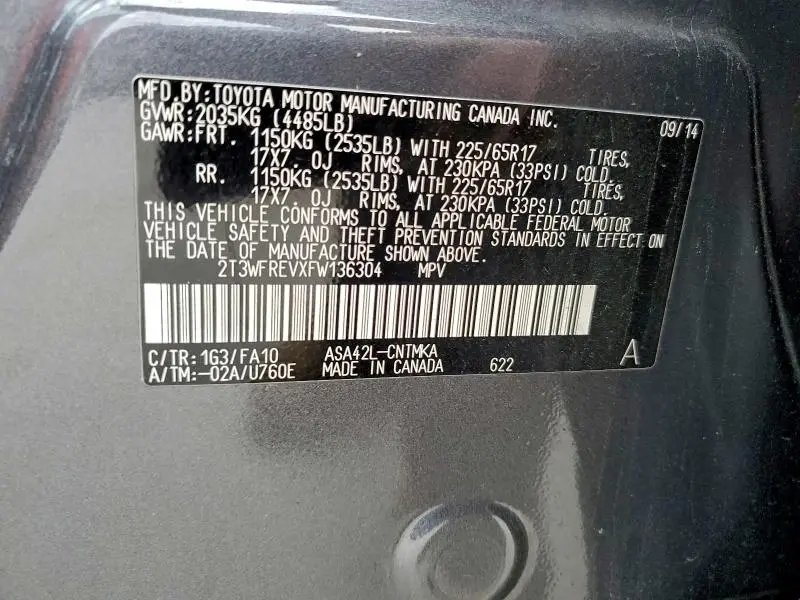 MFD.BY:TOYOTA MOTOR MANUFACTURING CANADA INC.
GVWR:2035KG (4485LB) 09/14
GAWR:FRT. 1150KG (2535LB) WITH 225/65R17 TIRES,
17X7.0J RIMS, AT 230KPA (33PSI) COLD.
RR. 1150KG (2535LB) WITH 225/65R17 TIRES,
17X7.0J RIMS, AT 230KPA (33PSI) COLD.
THIS VEHICLE CONFORMS TO ALL APPLICABLE FEDERAL MOTOR
VEHICLE SAFETY AND THEFT PREVENTION STANDARDS IN EFFECT ON
THE DATE OF MANUFACTURE SHOWN ABOVE.
2T3WFREVXFW136304 MPV
C/TR:1G3/FA10 ASA42L-CNTMKA A
A/TM:-02A/U760E MADE IN CANADA 622